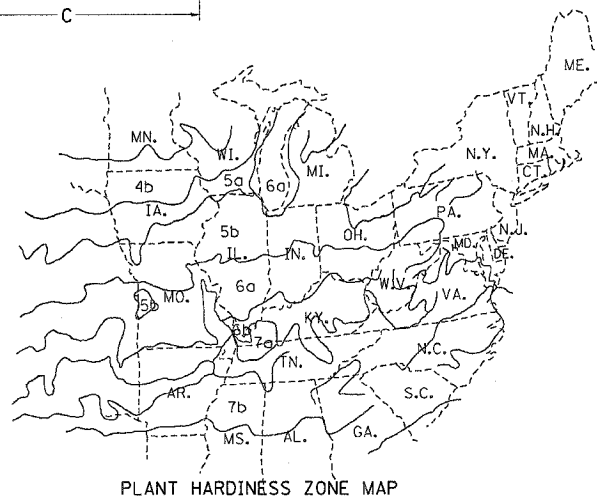 C
ME.
VT.
MN.
N.H.
WI.
N.Y.
MA.
MI.
CT.
4b
5a
6a
IA.
PA.
5b
OH.
N.J.
IL.
IN.
MD.
DE.
6a
W.V.
MO.
VA.
5b
KY.
6b
7a
N.C.
TN.
AR.
S.C.
7b
GA.
MS.
AL.
PLANT HARDINESS ZONE MAP